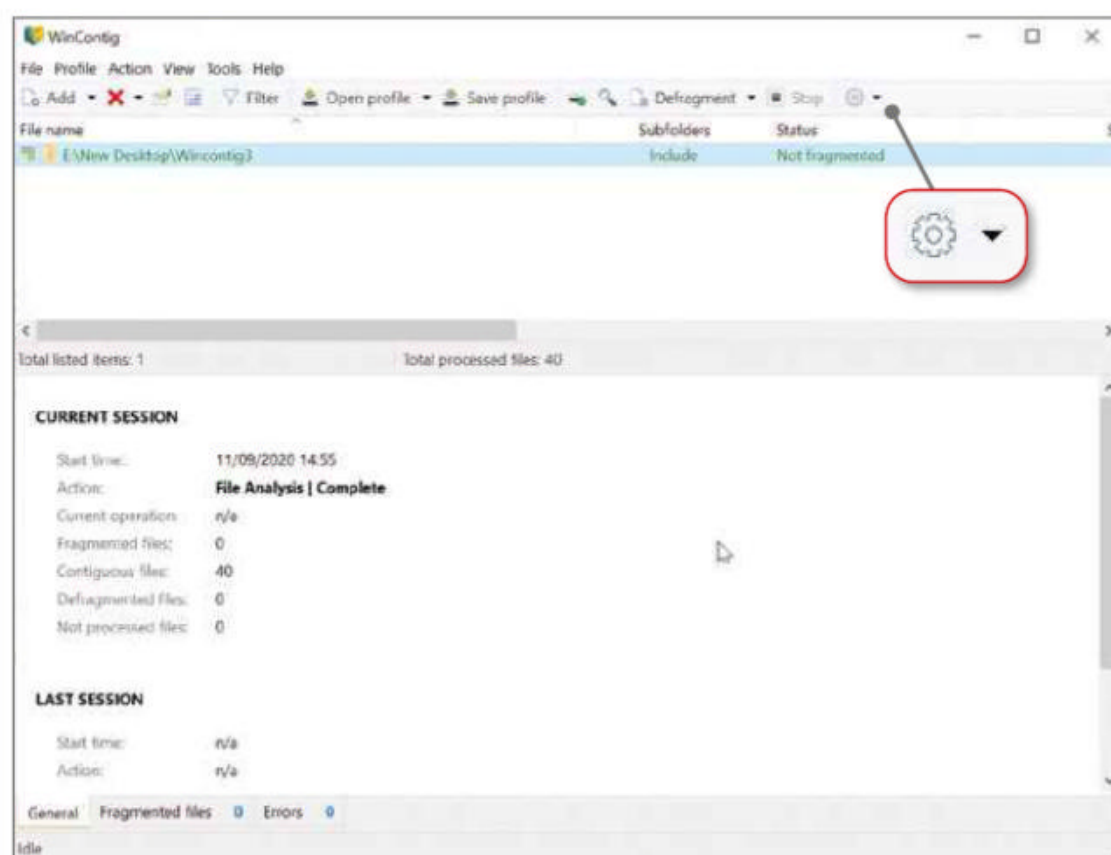 WinContig
File Profile Action View Tools Help
Add Filter Open profile Save profile Defragment Stop
File name Subfolders Status S
E:\New Desktop\Wincontig3 Include Not fragmented
Total listed items: 1 Total processed files: 40
CURRENT SESSION
Start time: 11/09/2020 14:55
Action: File Analysis | Complete
Current operation n/a
Fragmented files: 0
Contiguous files: 40
Defragmented files: 0
Not processed files: 0
LAST SESSION
Start time: n/a
Action: n/a
General Fragmented files 0 Errors 0
Idle